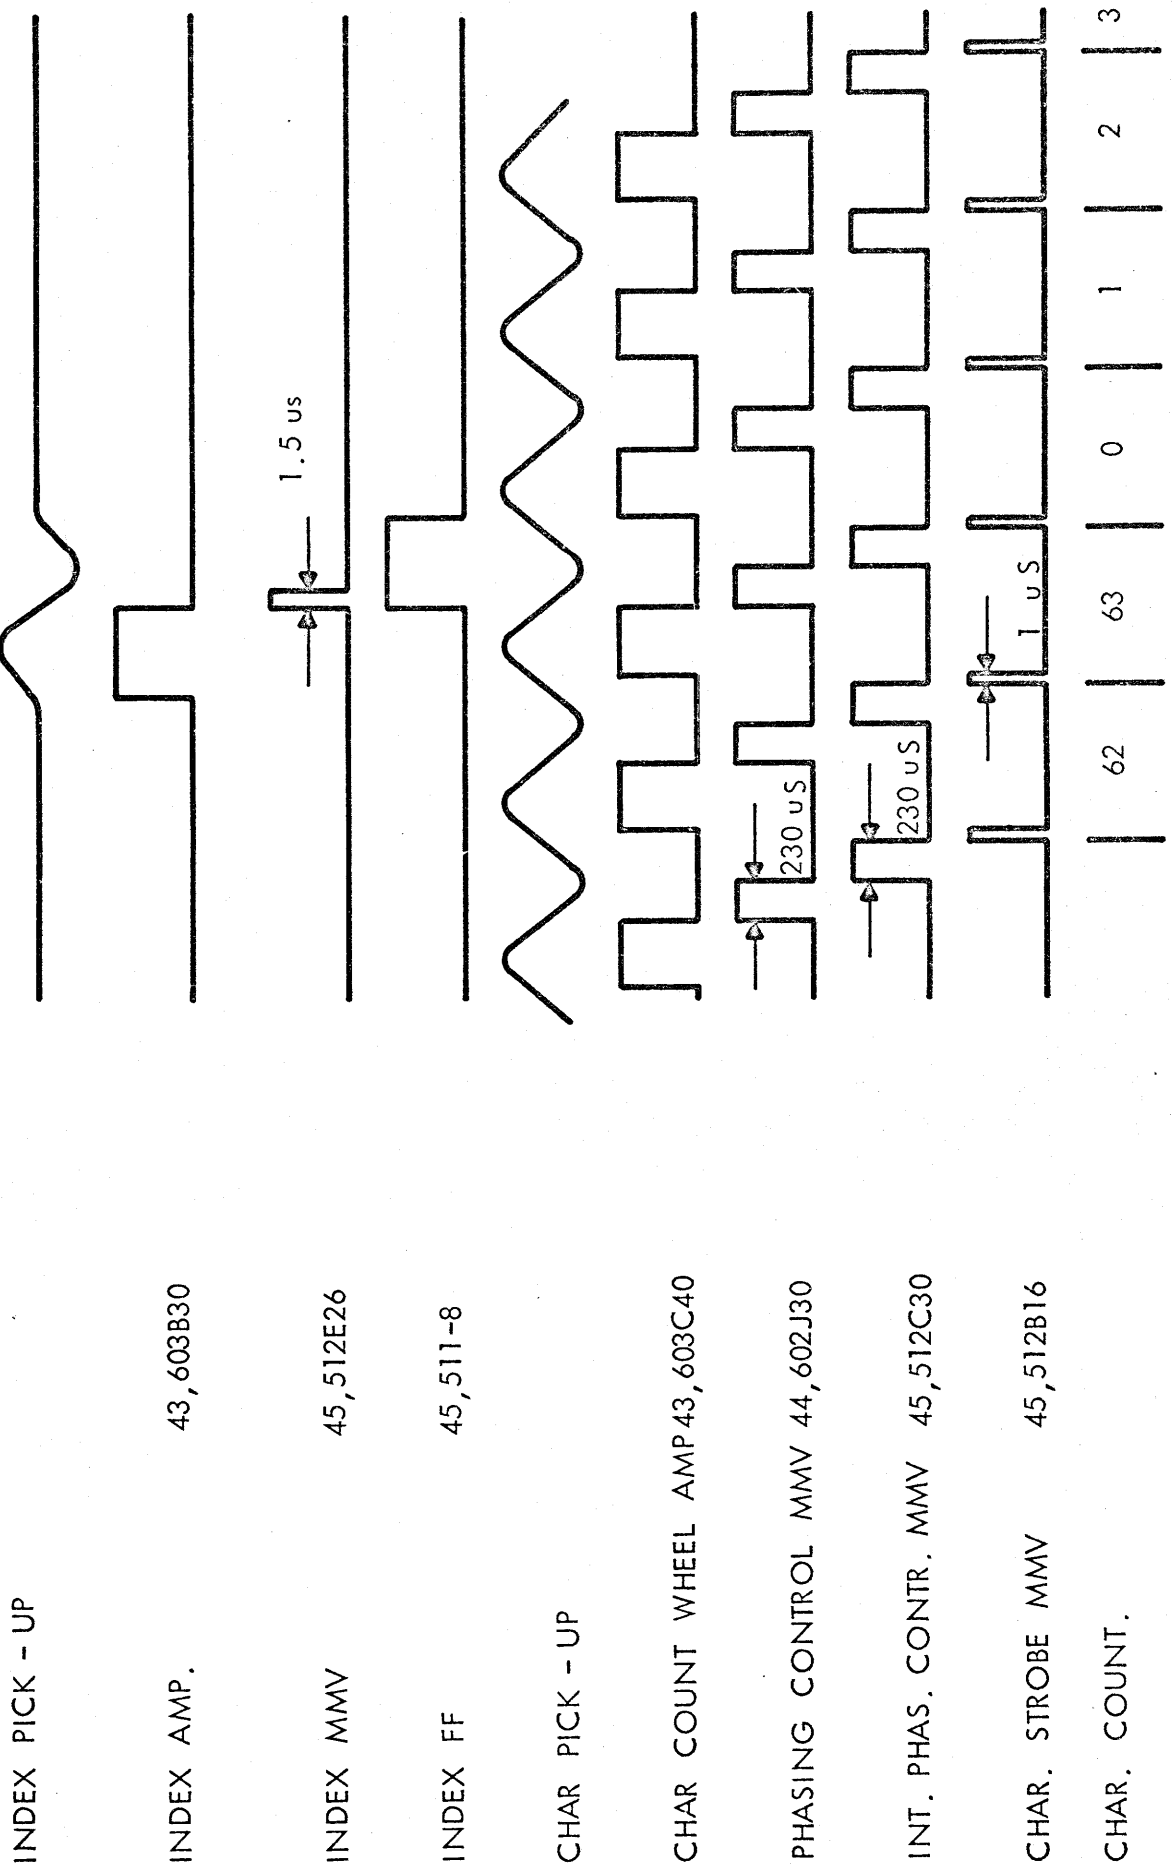 INDEX PICK - UP
INDEX AMP. 43,603B30
INDEX MMV 45,512E26
1.5 us
INDEX FF 45,511-8
CHAR PICK - UP
CHAR COUNT WHEEL AMP 43,603C40
PHASING CONTROL MMV 44,602J30
230 uS
INT. PHAS. CONTR. MMV 45,512C30
230 uS
CHAR. STROBE MMV 45,512B16
1 uS
CHAR. COUNT. 62 63 0 1 2 3